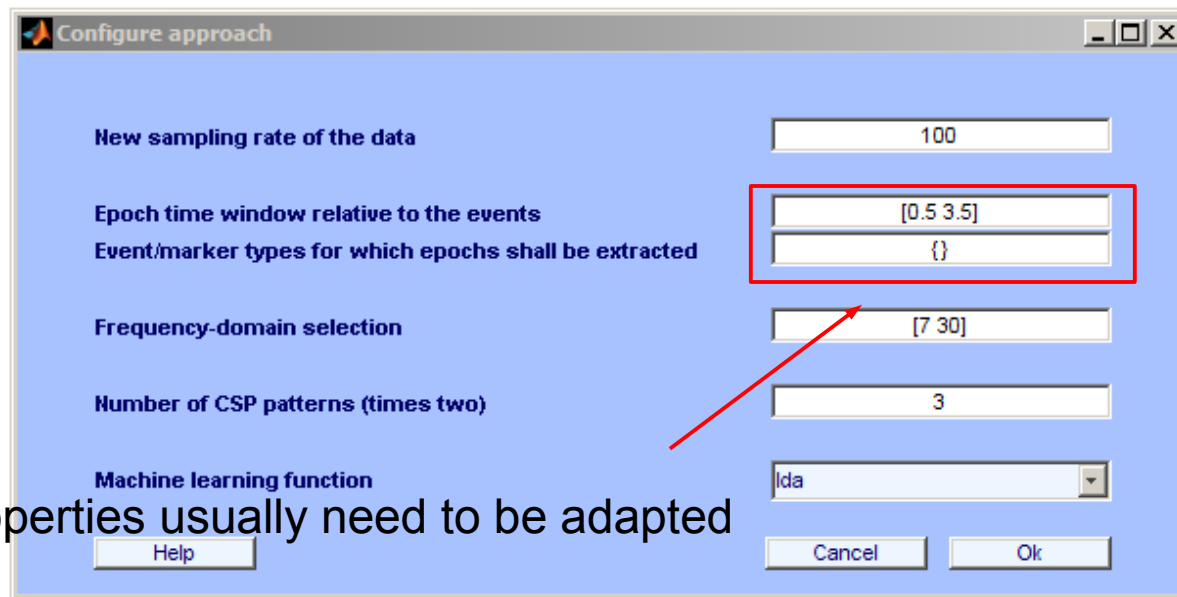 Configure approach
New sampling rate of the data 100
Epoch time window relative to the events [0.5 3.5]
Event/marker types for which epochs shall be extracted {}
Frequency-domain selection [7 30]
Number of CSP patterns (times two) 3
Machine learning function lda
operties usually need to be adapted
Help Cancel Ok